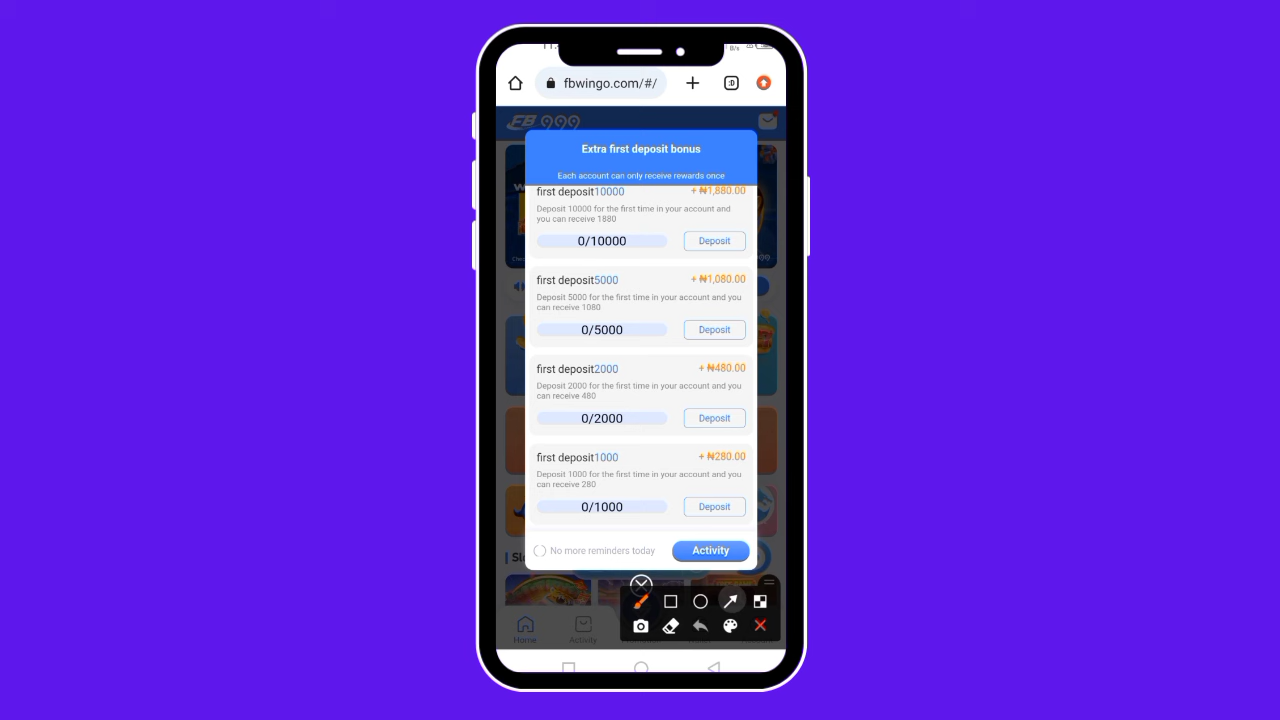 fbwingo.com/#/
:D
FB 999
Extra first deposit bonus
Each account can only receive rewards once
first deposit10000
+ ₦1,880.00
Deposit 10000 for the first time in your account and
you can receive 1880
0/10000
Deposit
first deposit5000
+ ₦1,080.00
Deposit 5000 for the first time in your account and you
can receive 1080
0/5000
Deposit
first deposit2000
+ ₦480.00
Deposit 2000 for the first time in your account and you
can receive 480
0/2000
Deposit
first deposit1000
+ ₦280.00
Deposit 1000 for the first time in your account and you
can receive 280
0/1000
Deposit
No more reminders today
Activity
Home
Activity